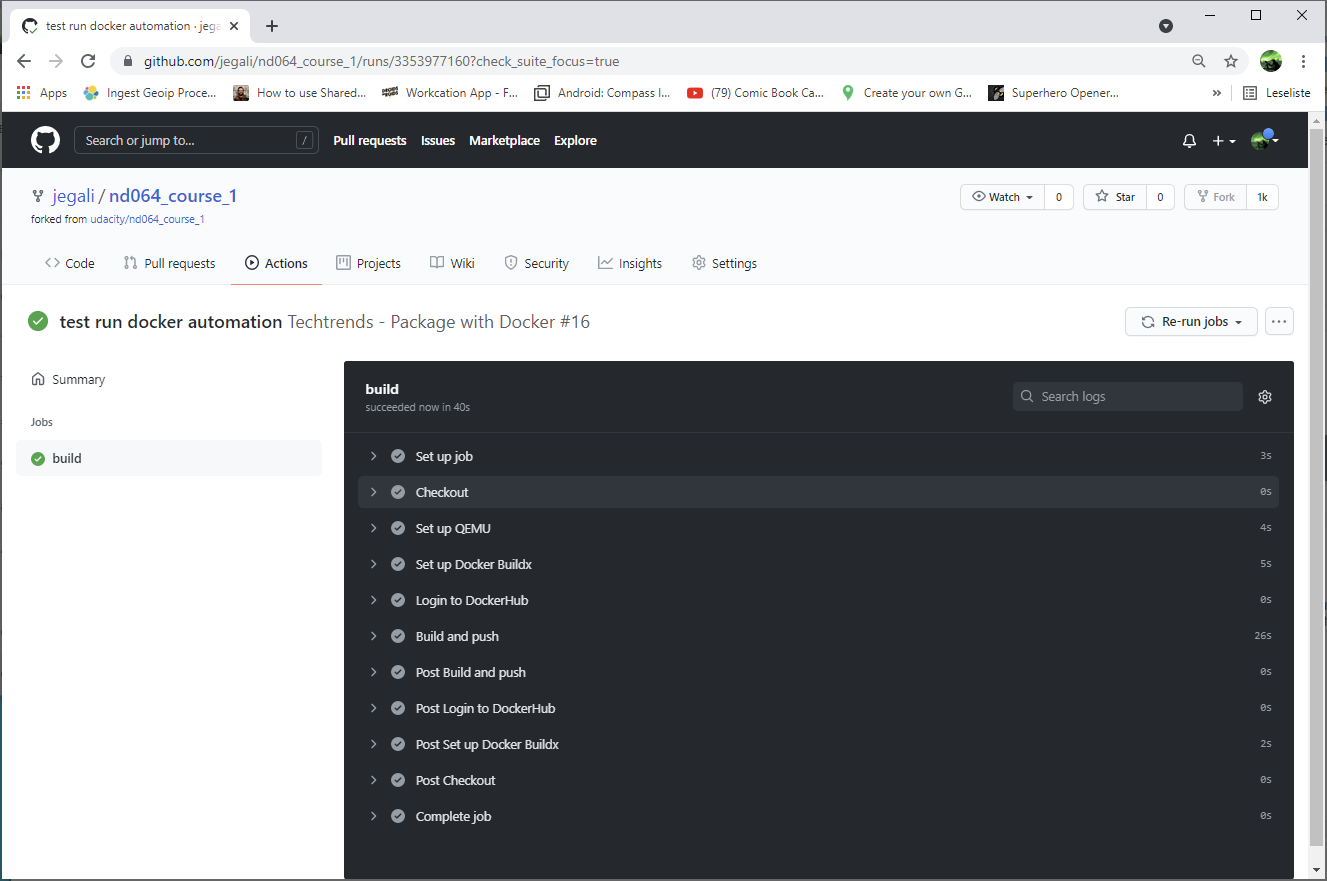 test run docker automation · jega
github.com/jegali/nd064_course_1/runs/3353977160?check_suite_focus=true
Apps Ingest Geoip Proce... How to use Shared... Workcation App - F... Android: Compass I... (79) Comic Book Ca... Create your own G... Superhero Opener... » Leseliste
Search or jump to... / Pull requests Issues Marketplace Explore
jegali / nd064_course_1 Watch 0 Star 0 Fork 1k
forked from udacity/nd064_course_1
Code Pull requests Actions Projects Wiki Security Insights Settings
test run docker automation Techtrends - Package with Docker #16 Re-run jobs
Summary
Jobs
build
build
succeeded now in 40s
Search logs
Set up job 3s
Checkout 0s
Set up QEMU 4s
Set up Docker Buildx 5s
Login to DockerHub 0s
Build and push 26s
Post Build and push 0s
Post Login to DockerHub 0s
Post Set up Docker Buildx 2s
Post Checkout 0s
Complete job 0s